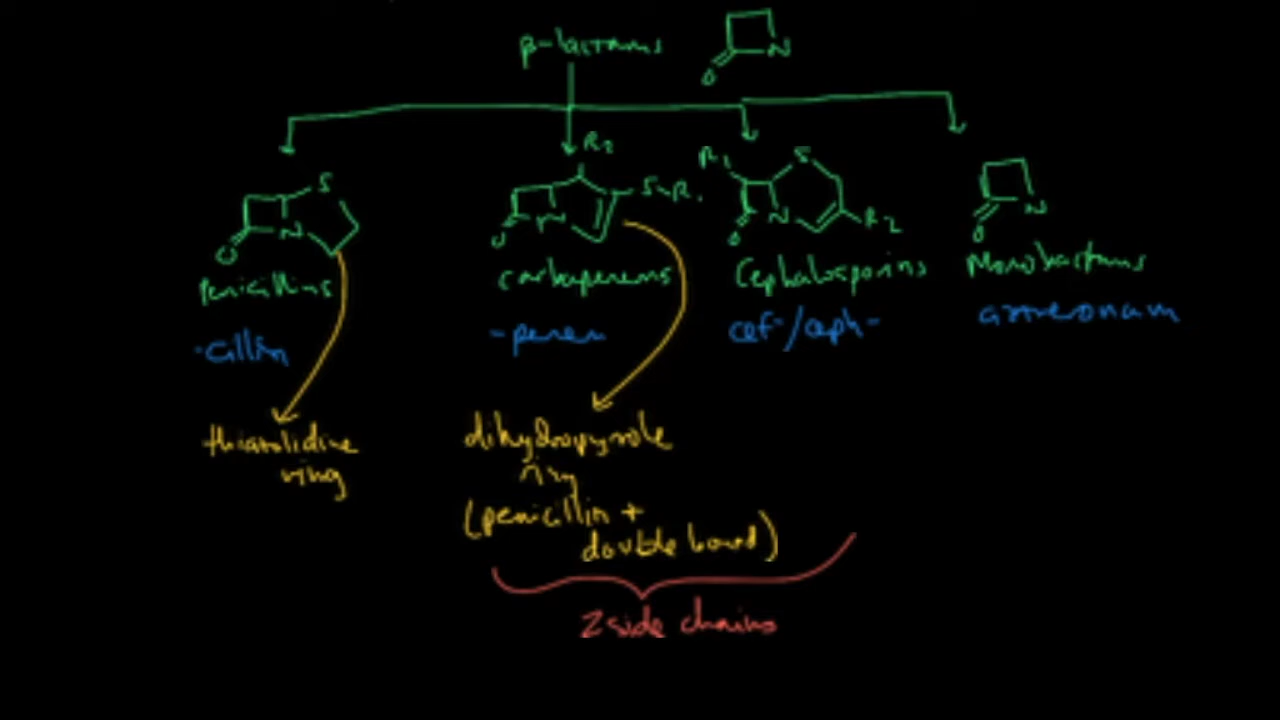 β-lactams
N
O
R2
R1
S
S
S-R1
S
N
O
N
O
N
O
R2
N
O
Penicillins
carbapenems
Cephalosporins
Monobactams
-cillin
-penem
cef-/ceph-
aztreonam
thiazolidine
ring
dihydropyrole
ring
(penicillin +
double bond)
2 side chains